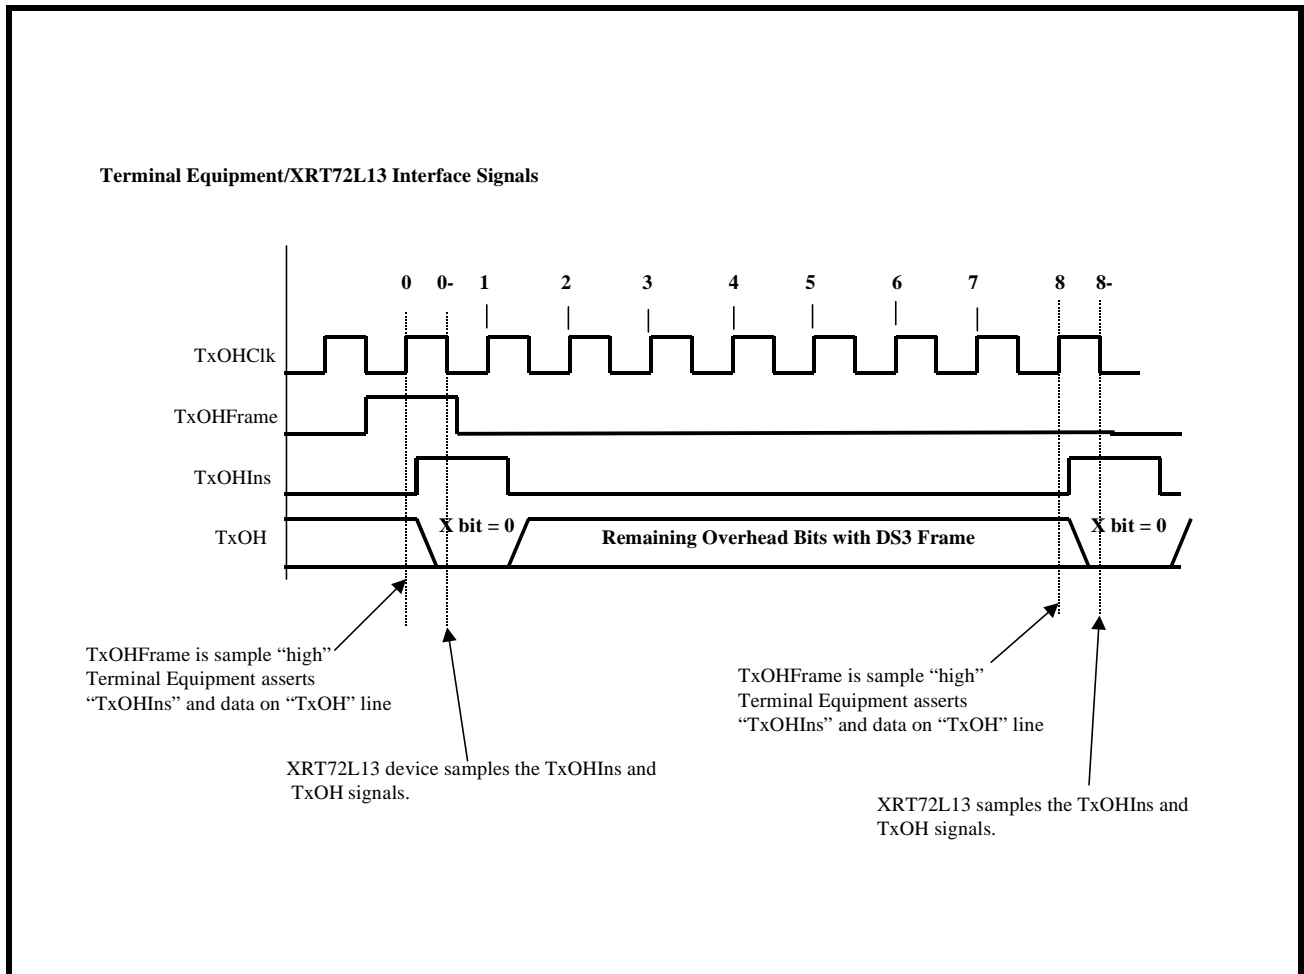 Terminal Equipment/XRT72L13 Interface Signals
0 0- 1 2 3 4 5 6 7 8 8-
TxOHClk
TxOHFrame
TxOHIns
TxOH
X bit = 0
Remaining Overhead Bits with DS3 Frame
X bit = 0
TxOHFrame is sample “high”
Terminal Equipment asserts
“TxOHIns” and data on “TxOH” line
TxOHFrame is sample “high”
Terminal Equipment asserts
“TxOHIns” and data on “TxOH” line
XRT72L13 device samples the TxOHIns and
TxOH signals.
XRT72L13 samples the TxOHIns and
TxOH signals.